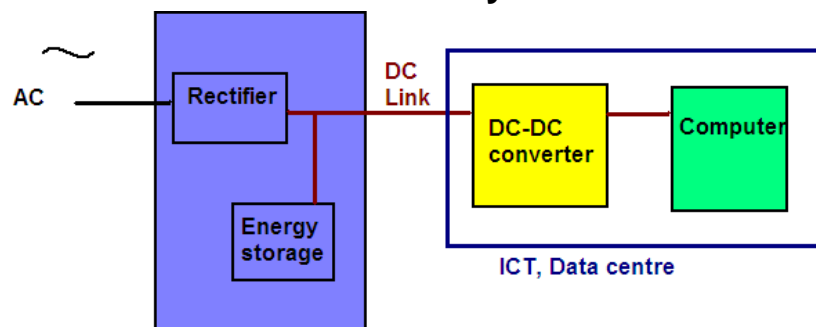 AC
Rectifier
DC
Link
DC-DC
converter
Computer
Energy
storage
ICT, Data centre